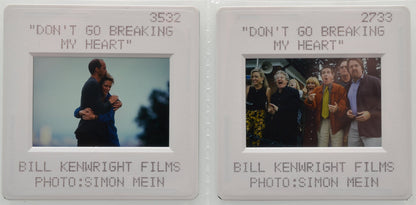 3532
"DON'T GO BREAKING
MY HEART"
BILL KENWRIGHT FILMS
PHOTO:SIMON MEIN
2733
"DON'T GO BREAKING
MY HEART"
BILL KENWRIGHT FILMS
PHOTO:SIMON MEIN